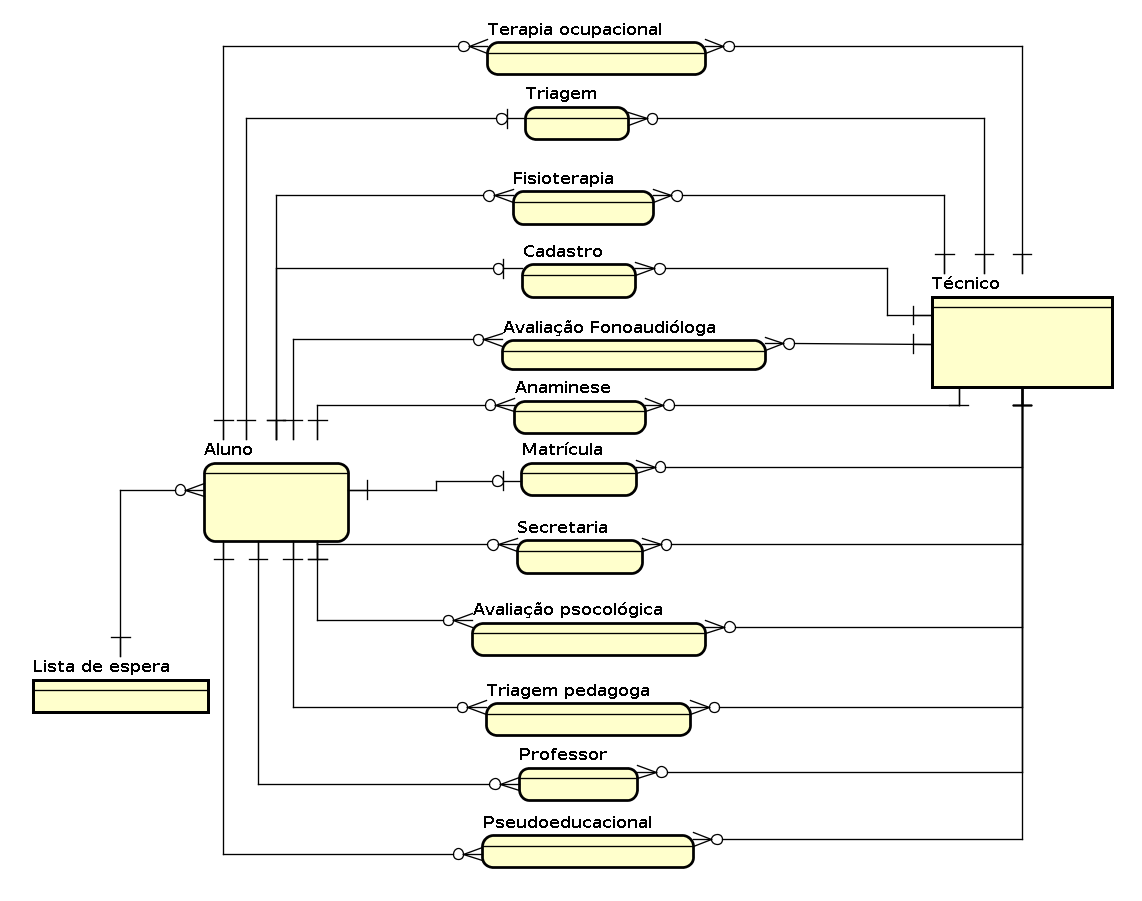 Terapia ocupacional
Triagem
Fisioterapia
Cadastro
Técnico
Avaliação Fonoaudióloga
Anaminese
Aluno
Matrícula
Secretaria
Avaliação psocológica
Lista de espera
Triagem pedagoga
Professor
Pseudoeducacional